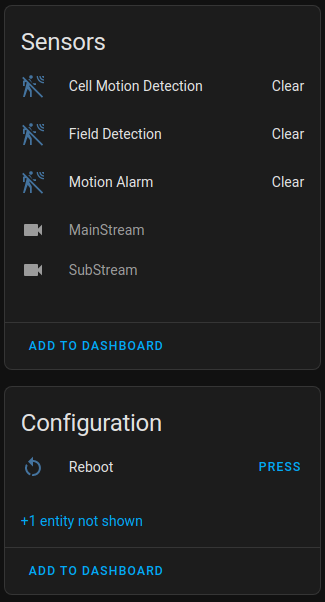 Sensors
Cell Motion Detection Clear
Field Detection Clear
Motion Alarm Clear
MainStream
SubStream
ADD TO DASHBOARD
Configuration
Reboot PRESS
+1 entity not shown
ADD TO DASHBOARD